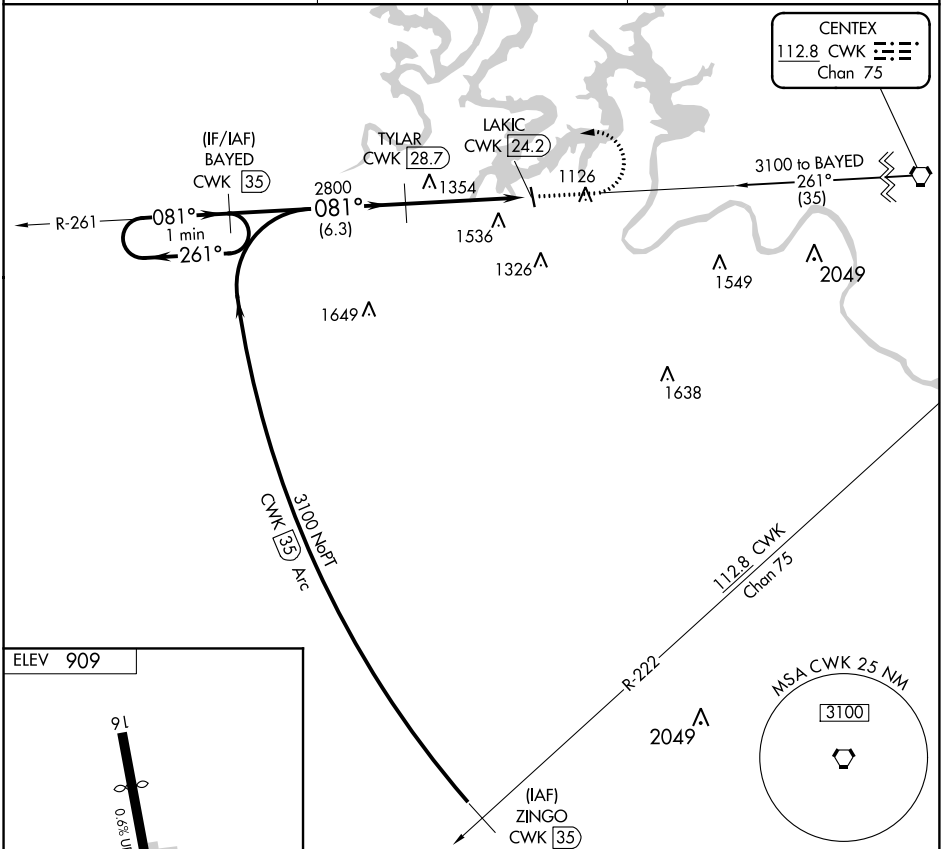 CENTEX
112.8 CWK
Chan 75
(IF/IAF)
BAYED
CWK 35
TYLAR
CWK 28.7
LAKIC
CWK 24.2
1354
1126
3100 to BAYED
261°
(35)
R-261
081°
1 min
261°
2800
081°
(6.3)
1536
1326
1549
2049
1649
1638
3100 NoPT
CWK 35 Arc
112.8 CWK
Chan 75
R-222
2049
(IAF)
ZINGO
CWK 35
MSA CWK 25 NM
3100
ELEV 909
16
0.6% U